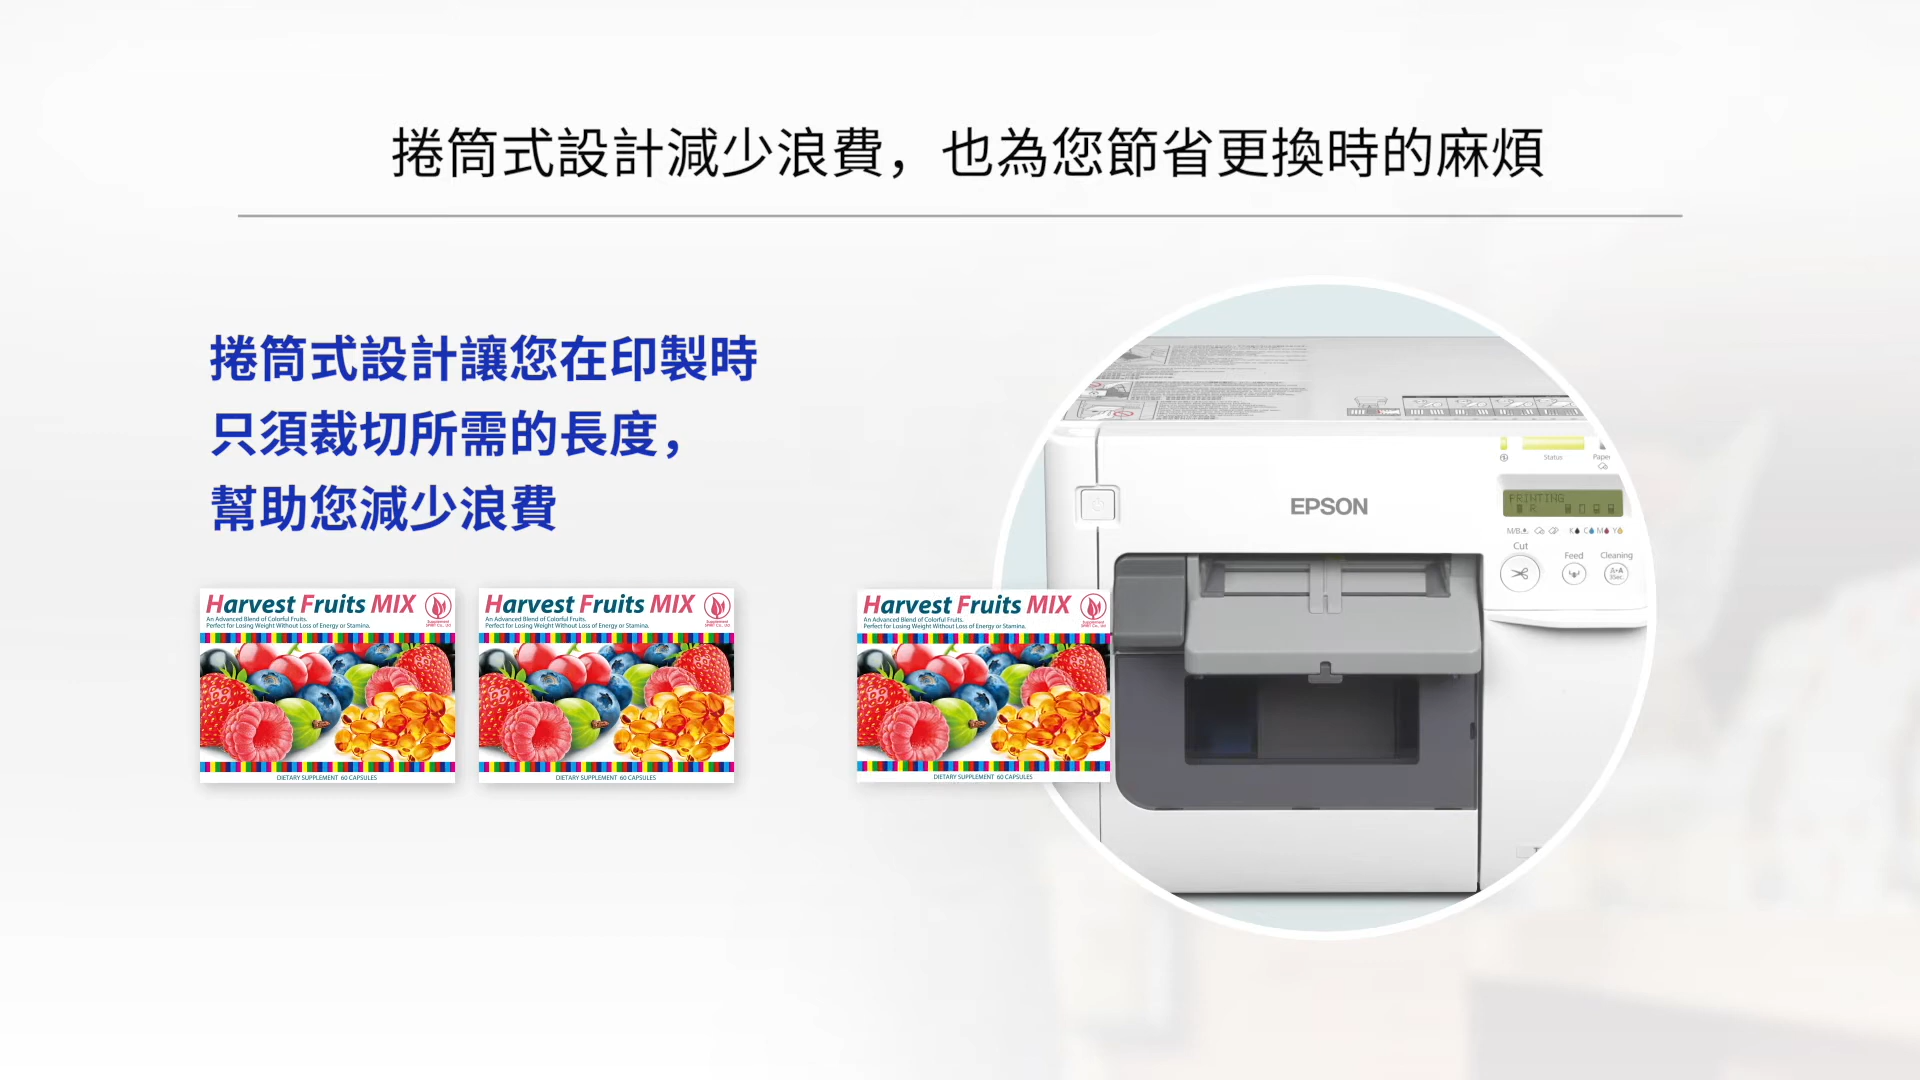 捲筒式設計減少浪費，也為您節省更換時的麻煩
捲筒式設計讓您在印製時
只須裁切所需的長度，
幫助您減少浪費
Harvest Fruits MIX
An Advanced Blend of Colorful Fruits.
Perfect for Losing Weight Without Loss of Energy or Stamina.
DIETARY SUPPLEMENT 60 CAPSULES
Harvest Fruits MIX
An Advanced Blend of Colorful Fruits.
Perfect for Losing Weight Without Loss of Energy or Stamina.
DIETARY SUPPLEMENT 60 CAPSULES
Harvest Fruits MIX
An Advanced Blend of Colorful Fruits.
Perfect for Losing Weight Without Loss of Energy or Stamina.
DIETARY SUPPLEMENT 60 CAPSULES
EPSON
Status
Paper
PRINTING
K C M Y
Cut
Feed
Cleaning